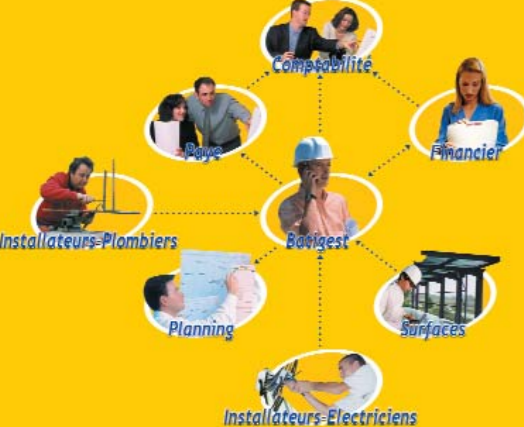 Comptabilité
Paye
Financier
Installateurs-Plombiers
Batigest
Planning
Surfaces
Installateurs-Electriciens